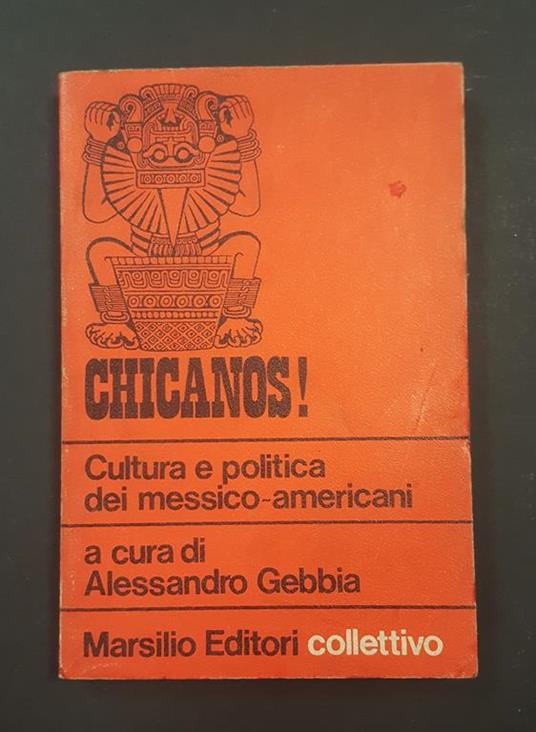 CHICANOS!
Cultura e politica
dei messico-americani
a cura di
Alessandro Gebbia
Marsilio Editori collettivo